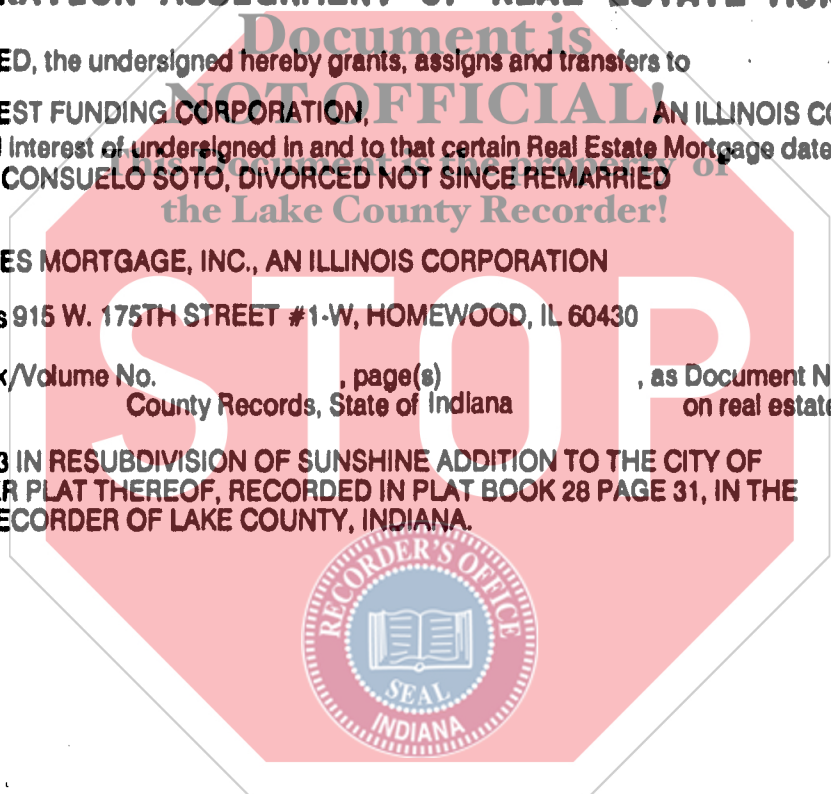 ASSIGNMENT OF REAL ESTATE
Document is
ED, the undersigned hereby grants, assigns and transfers to
NOT OFFICIAL!
EST FUNDING CORPORATION, AN ILLINOIS CO
Interest of undersigned in and to that certain Real Estate Mortgage date
This Document is the property of
CONSUELO SOTO, DIVORCED NOT SINCE REMARRIED
the Lake County Recorder!
ES MORTGAGE, INC., AN ILLINOIS CORPORATION
s 915 W. 175TH STREET #1-W, HOMEWOOD, IL 60430
STOP
k/Volume No. , page(s) , as Document N
County Records, State of Indiana on real estate
3 IN RESUBDIVISION OF SUNSHINE ADDITION TO THE CITY OF
R PLAT THEREOF, RECORDED IN PLAT BOOK 28 PAGE 31, IN THE
ECORDER OF LAKE COUNTY, INDIANA.
RECORDER'S OFFICE
SEAL
INDIANA